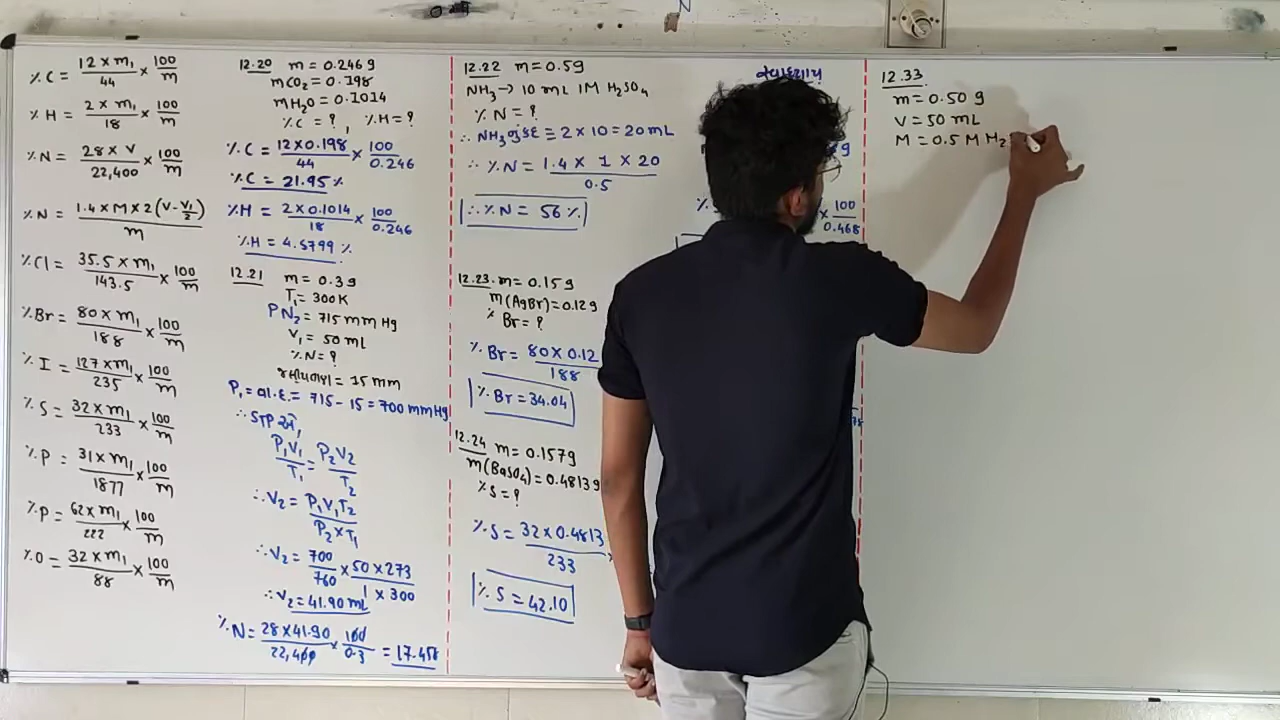 % C = 12 × m₁ / 44 × 100 / m
% H = 2 × m₁ / 18 × 100 / m
% N = 28 × V / 22,400 × 100 / m
% N = 1.4 × M × 2(V - V₁/2) / m
% Cl = 35.5 × m₁ / 143.5 × 100 / m
% Br = 80 × m₁ / 188 × 100 / m
% I = 127 × m₁ / 235 × 100 / m
% S = 32 × m₁ / 233 × 100 / m
% P = 31 × m₁ / 1877 × 100 / m
% P = 62 × m₁ / 222 × 100 / m
% O = 32 × m₁ / 88 × 100 / m
12.20 m = 0.246 g
mCO₂ = 0.198
mH₂O = 0.1014
% C = ? , % H = ?
% C = 12 × 0.198 / 44 × 100 / 0.246
% C = 21.95 %
% H = 2 × 0.1014 / 18 × 100 / 0.246
% H = 4.5799 %
12.21 m = 0.3 g
T₁ = 300 K
PN₂ = 715 mm Hg
V₁ = 50 mL
% N = ?
= 15 mm
P₁ = = 715 - 15 = 700 mm Hg
∴ STP
P₁V₁ / T₁ = P₂V₂ / T₂
∴ V₂ = P₁V₁T₂ / P₂ × T₁
∴ V₂ = 700 / 760 × 50 × 273 / 1 × 300
∴ V₂ = 41.90 mL
% N = 28 × 41.90 / 22,400 × 100 / 0.3 = 17.458
12.22 m = 0.5 g
NH₃ → 10 mL 1M H₂SO₄
% N = ?
∴ NH₃ = 2 × 10 = 20 mL
∴ % N = 1.4 × 1 × 20 / 0.5
∴ % N = 56 %
12.23 m = 0.15 g
m(AgBr) = 0.12 g
% Br = ?
% Br = 80 × 0.12 / 188
% Br = 34.04
12.24 m = 0.157 g
m(BaSO₄) = 0.4813 g
% S = ?
% S = 32 × 0.4813 / 233
% S = 42.10
g
× 100 / 0.468
12.33
m = 0.50 g
V = 50 mL
M = 0.5 M H₂